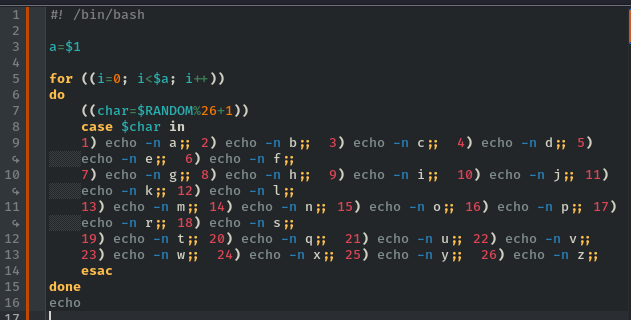 1 #! /bin/bash
2
3 a=$1
4
5 for ((i=0; i<$a; i++))
6 do
7 ((char=$RANDOM%26+1))
8 case $char in
9 1) echo -n a;; 2) echo -n b;; 3) echo -n c;; 4) echo -n d;; 5)
↪ echo -n e;; 6) echo -n f;;
10 7) echo -n g;; 8) echo -n h;; 9) echo -n i;; 10) echo -n j;; 11)
↪ echo -n k;; 12) echo -n l;;
11 13) echo -n m;; 14) echo -n n;; 15) echo -n o;; 16) echo -n p;; 17)
↪ echo -n r;; 18) echo -n s;;
12 19) echo -n t;; 20) echo -n q;; 21) echo -n u;; 22) echo -n v;;
13 23) echo -n w;; 24) echo -n x;; 25) echo -n y;; 26) echo -n z;;
14 esac
15 done
16 echo
17